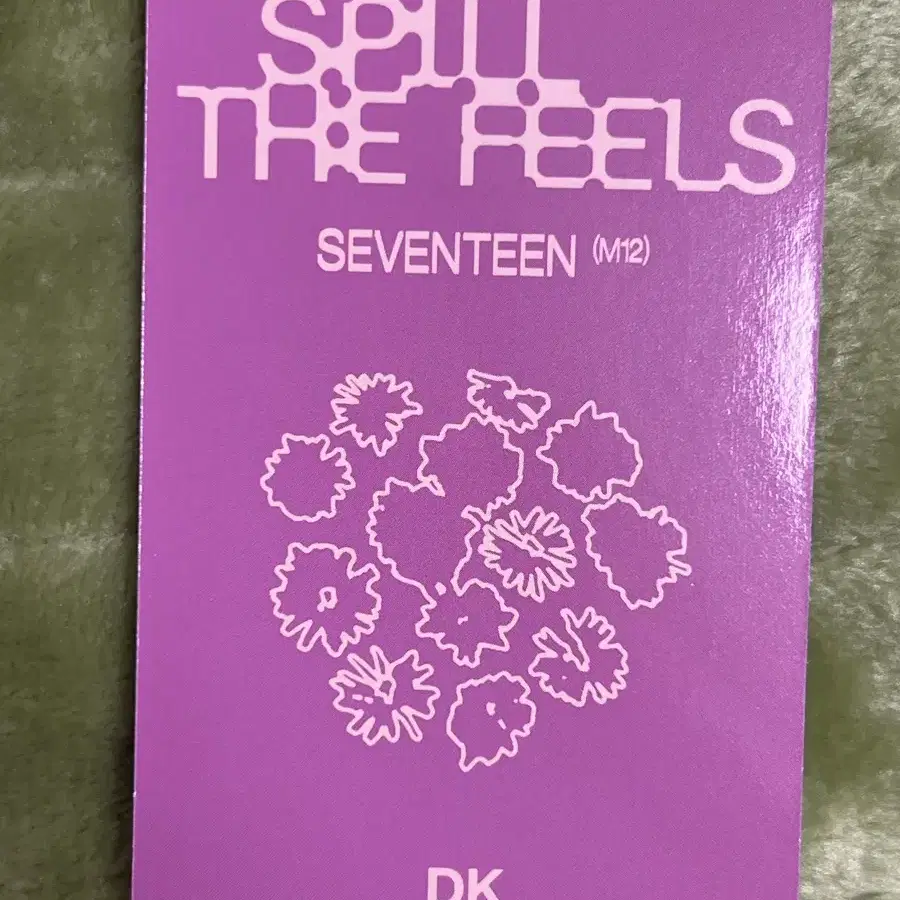 SPILL
THE FEELS
SEVENTEEN (M12)
DK